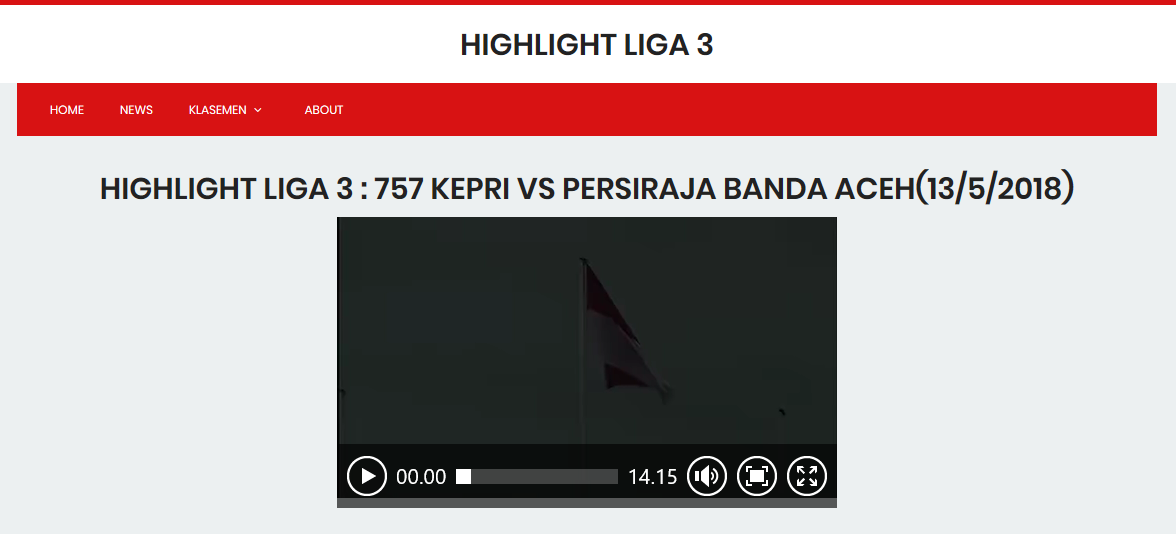 HIGHLIGHT LIGA 3
HOME NEWS KLASEMEN ABOUT
HIGHLIGHT LIGA 3 : 757 KEPRI VS PERSIRAJA BANDA ACEH(13/5/2018)
00.00 14.15